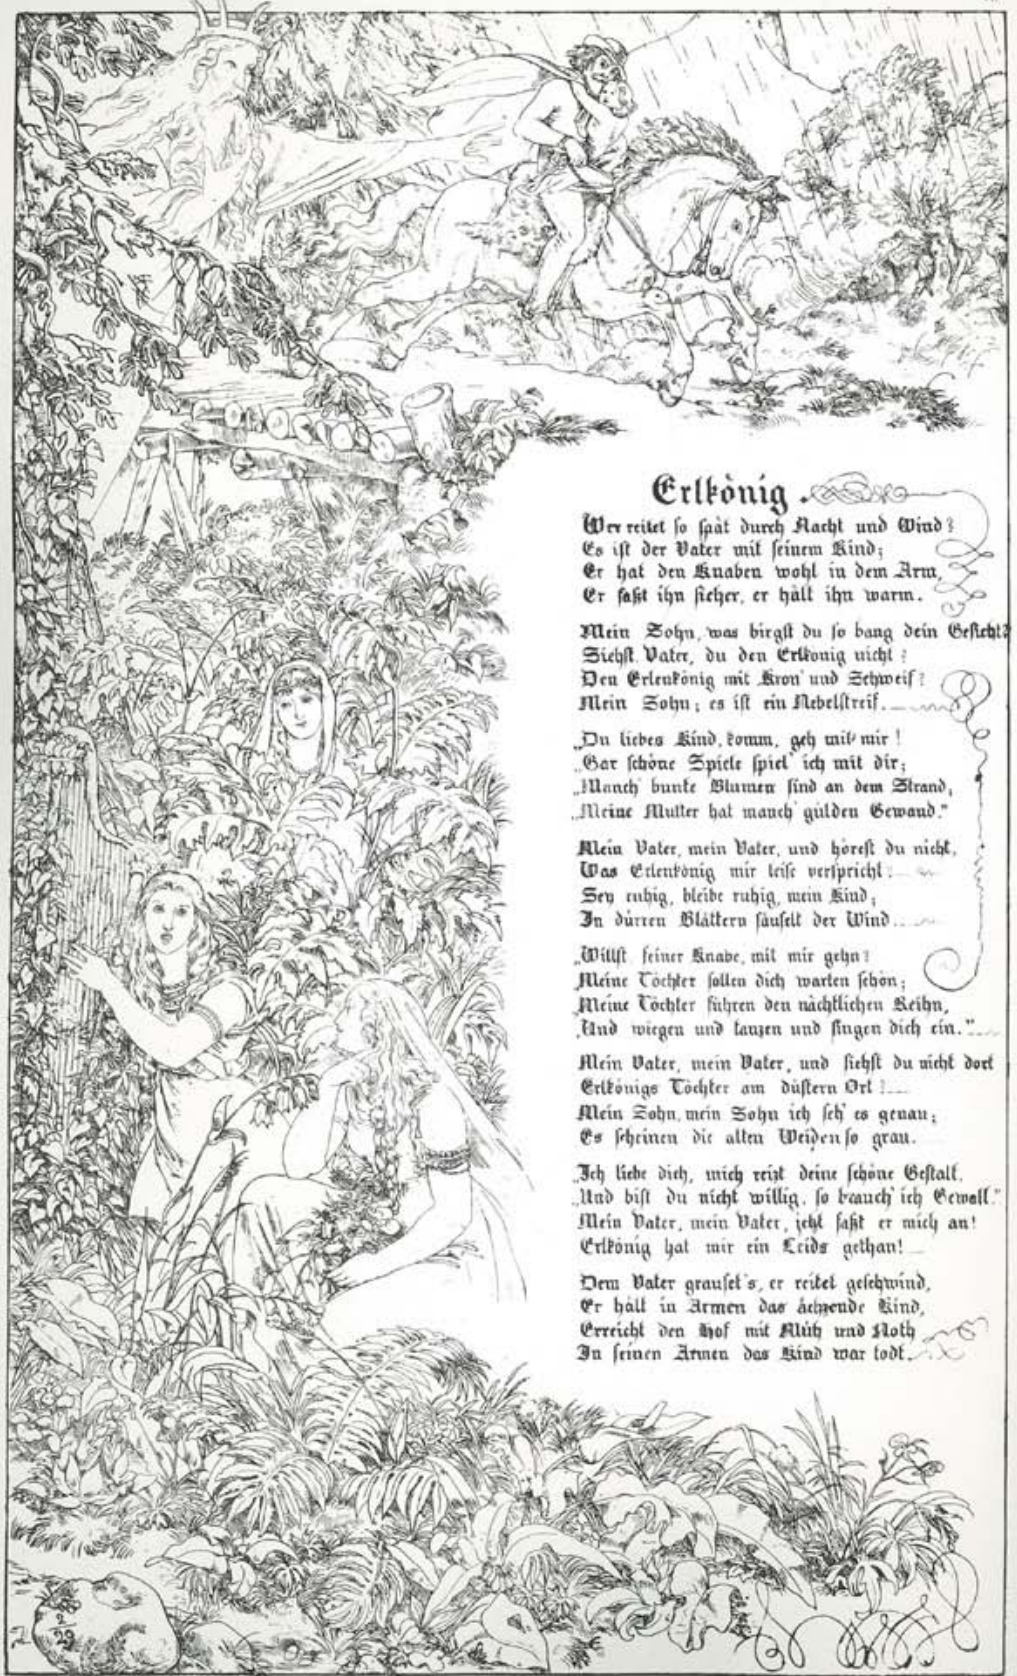 Erlkönig.
Wer reitet so spät durch Nacht und Wind?
Es ist der Vater mit seinem Kind;
Er hat den Knaben wohl in dem Arm,
Er faßt ihn sicher, er hält ihn warm.
Mein Sohn, was birgst du so bang dein Gesicht?
Siehst Vater, du den Erlkönig nicht?
Den Erlenkönig mit Kron' und Schweif?
Mein Sohn; es ist ein Nebelstreif.
„Du liebes Kind, komm, geh mit mir!
„Gar schöne Spiele spiel' ich mit dir;
„Manch' bunte Blumen sind an dem Strand,
„Meine Mutter hat manch' gülden Gewand."
Mein Vater, mein Vater, und hörest du nicht,
Was Erlenkönig mir leise verspricht?
Sey ruhig, bleibe ruhig, mein Kind;
In dürren Blättern säuselt der Wind.
„Willst feiner Knabe, mit mir gehn?
„Meine Töchter sollen dich warten schön;
„Meine Töchter führen den nächtlichen Reihn,
„Und wiegen und tanzen und singen dich ein."
Mein Vater, mein Vater, und siehst du nicht dort
Erlkönigs Töchter am düstern Ort?
Mein Sohn, mein Sohn ich seh' es genau;
Es scheinen die alten Weiden so grau.
„Ich liebe dich, mich reizt deine schöne Gestalt,
„Und bist du nicht willig, so brauch' ich Gewalt."
Mein Vater, mein Vater, jetzt faßt er mich an!
Erlkönig hat mir ein Leids gethan!
Dem Vater grauset's, er reitet geschwind,
Er hält in Armen das ächzende Kind,
Erreicht den Hof mit Müh und Noth
In seinen Armen das Kind war todt.
29